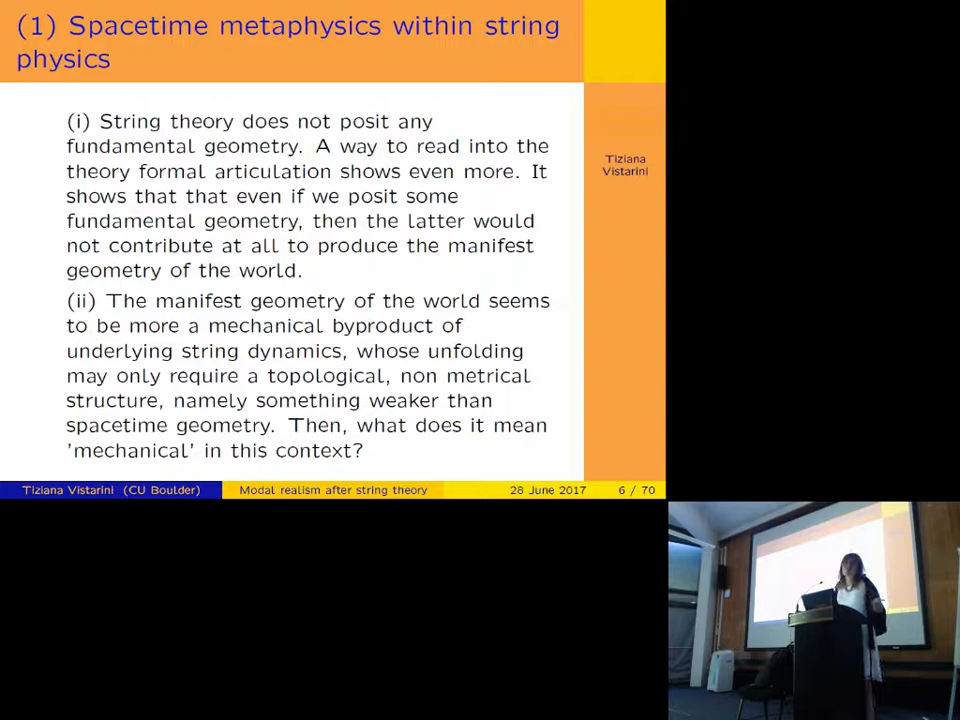 (1) Spacetime metaphysics within string
physics
(i) String theory does not posit any
fundamental geometry. A way to read into the
theory formal articulation shows even more. It
shows that that even if we posit some
fundamental geometry, then the latter would
not contribute at all to produce the manifest
geometry of the world.
(ii) The manifest geometry of the world seems
to be more a mechanical byproduct of
underlying string dynamics, whose unfolding
may only require a topological, non metrical
structure, namely something weaker than
spacetime geometry. Then, what does it mean
'mechanical' in this context?
Tiziana
Vistarini
Tiziana Vistarini (CU Boulder) Modal realism after string theory 28 June 2017 6 / 70